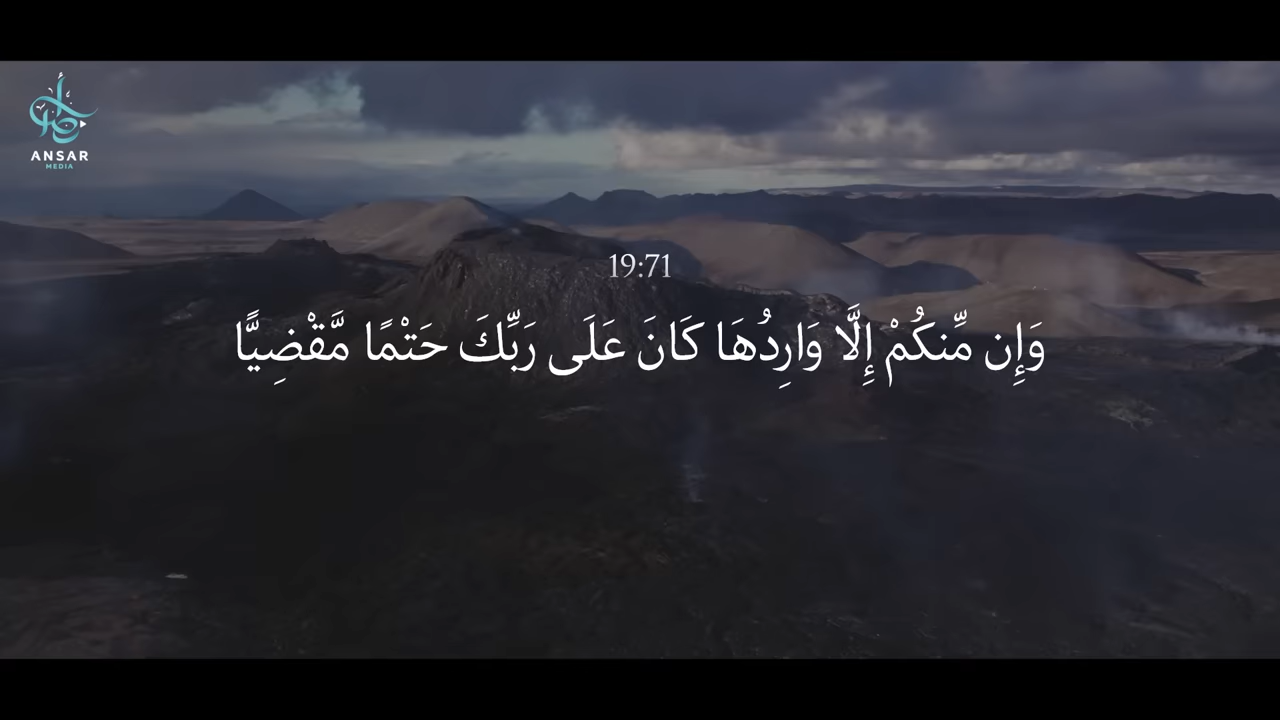 ANSAR
MEDIA
19:71
وَإِن مِّنكُمْ إِلَّا وَارِدُهَا كَانَ عَلَى رَبِّكَ حَتْمًا مَّقْضِيًّا